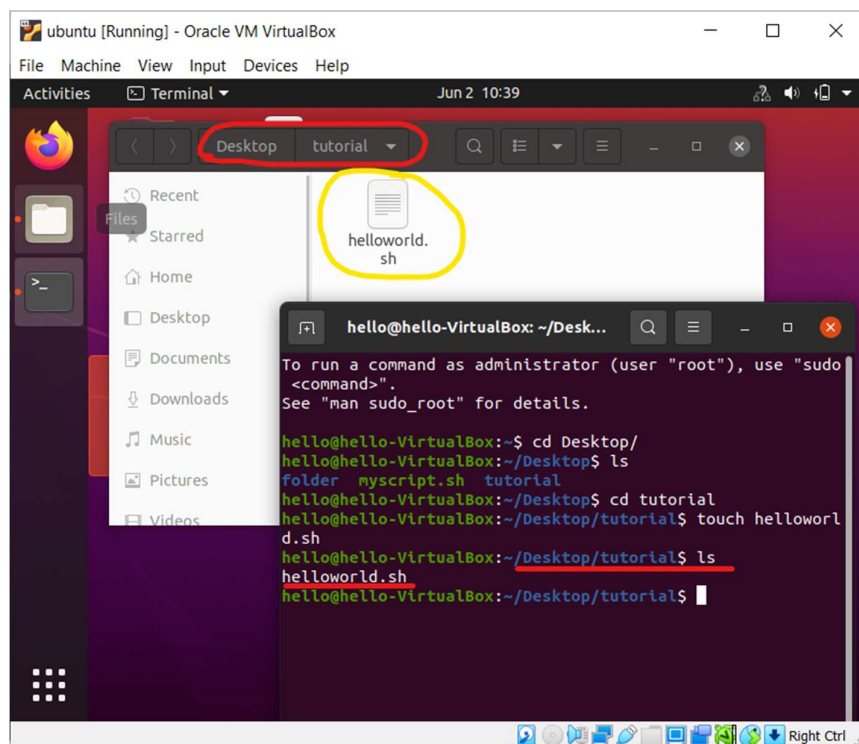 ubuntu [Running] - Oracle VM VirtualBox
File Machine View Input Devices Help
Activities Terminal Jun 2 10:39
Desktop tutorial
Recent
Files
Starred
Home
Desktop
Documents
Downloads
Music
Pictures
Videos
helloworld.
sh
hello@hello-VirtualBox: ~/Desk...
To run a command as administrator (user "root"), use "sudo
<command>".
See "man sudo_root" for details.
hello@hello-VirtualBox:~$ cd Desktop/
hello@hello-VirtualBox:~/Desktop$ ls
folder myscript.sh tutorial
hello@hello-VirtualBox:~/Desktop$ cd tutorial
hello@hello-VirtualBox:~/Desktop/tutorial$ touch helloworl
d.sh
hello@hello-VirtualBox:~/Desktop/tutorial$ ls
helloworld.sh
hello@hello-VirtualBox:~/Desktop/tutorial$
Right Ctrl